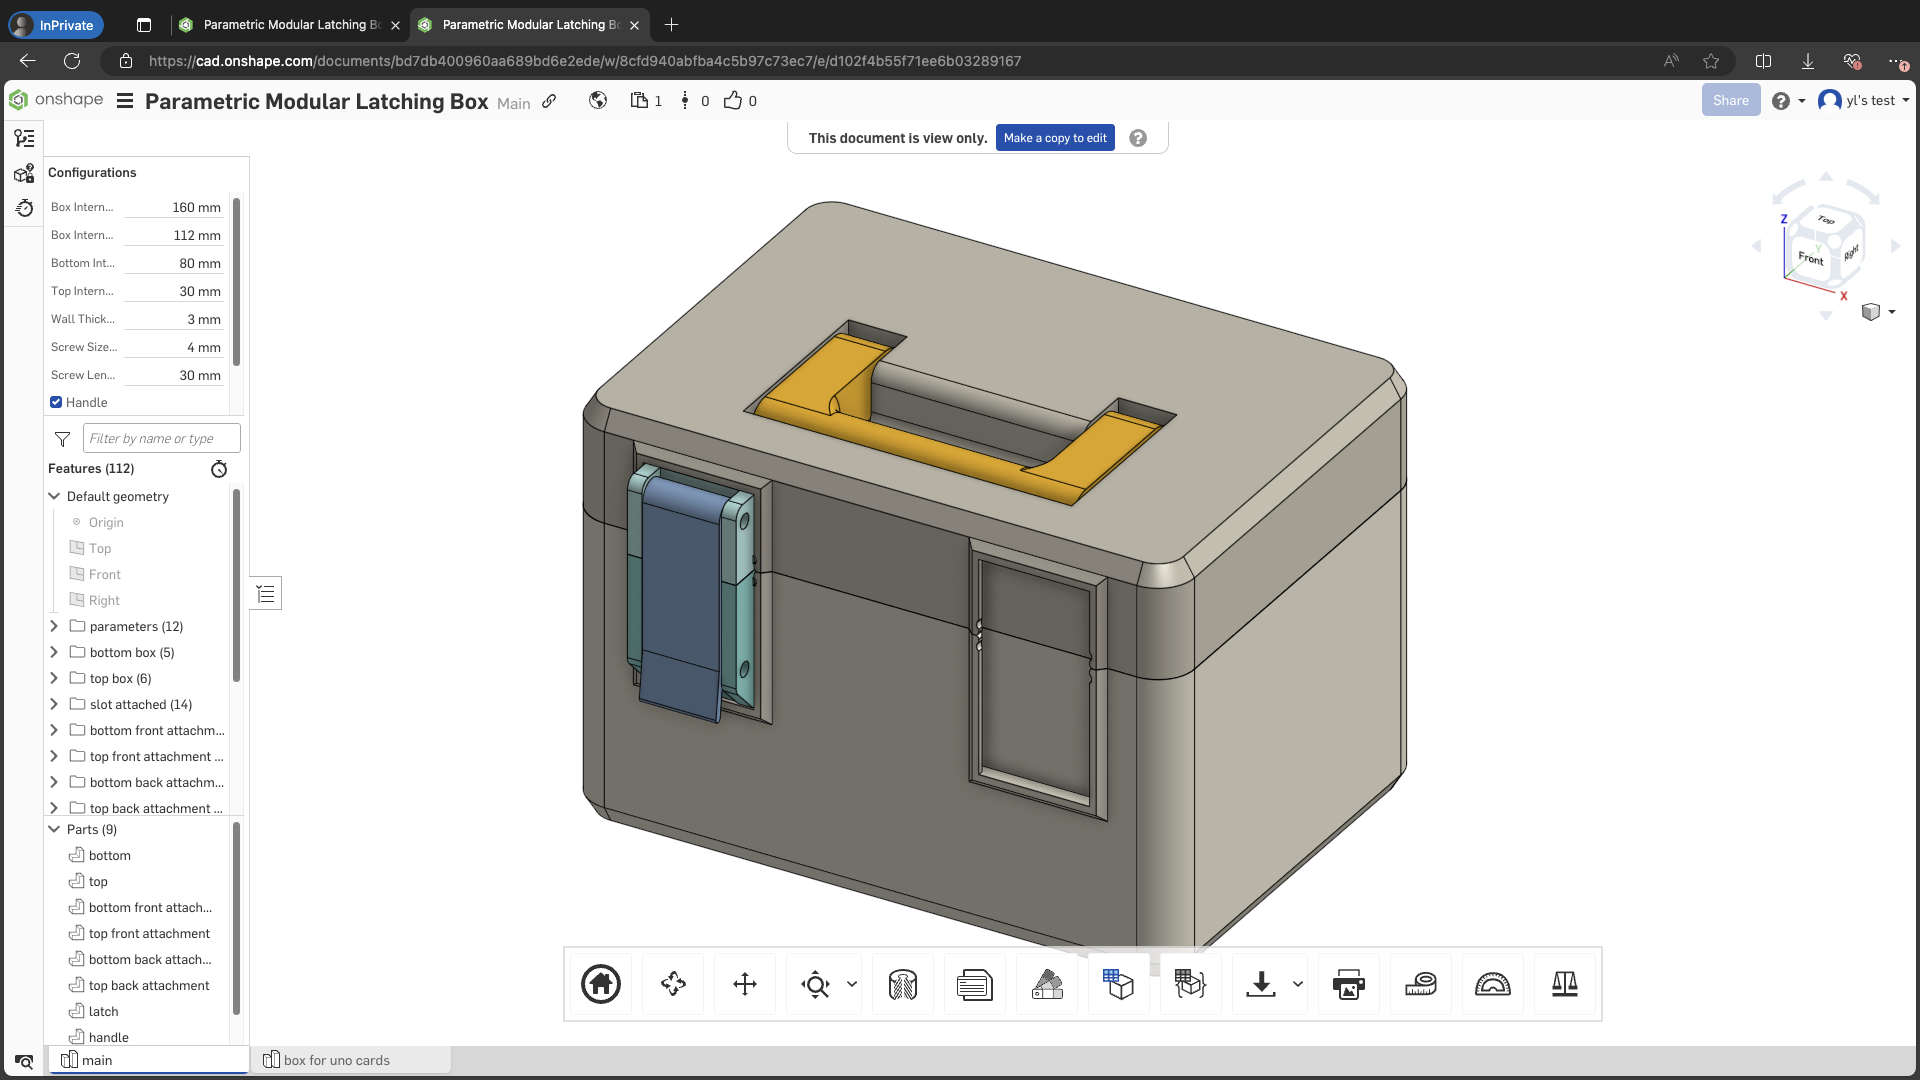 InPrivate
Parametric Modular Latching B
Parametric Modular Latching B
https://cad.onshape.com/documents/bd7db400960aa689bd6e2ede/w/8cfd940abfba4c5b97c73ec7/e/d102f4b55f71ee6b03289167
onshape
Parametric Modular Latching Box Main
1 0 0
Share
yl's test
This document is view only. Make a copy to edit
Configurations
Box Intern... 160 mm
Box Intern... 112 mm
Bottom Int... 80 mm
Top Intern... 30 mm
Wall Thick... 3 mm
Screw Size... 4 mm
Screw Len... 30 mm
Handle
Filter by name or type
Features (112)
Default geometry
Origin
Top
Front
Right
parameters (12)
bottom box (5)
top box (6)
slot attached (14)
bottom front attachm...
top front attachment ...
bottom back attachm...
top back attachment ...
Parts (9)
bottom
top
bottom front attach...
top front attachment
bottom back attach...
top back attachment
latch
handle
main
box for uno cards
Z
Top
Y
Front
Right
X